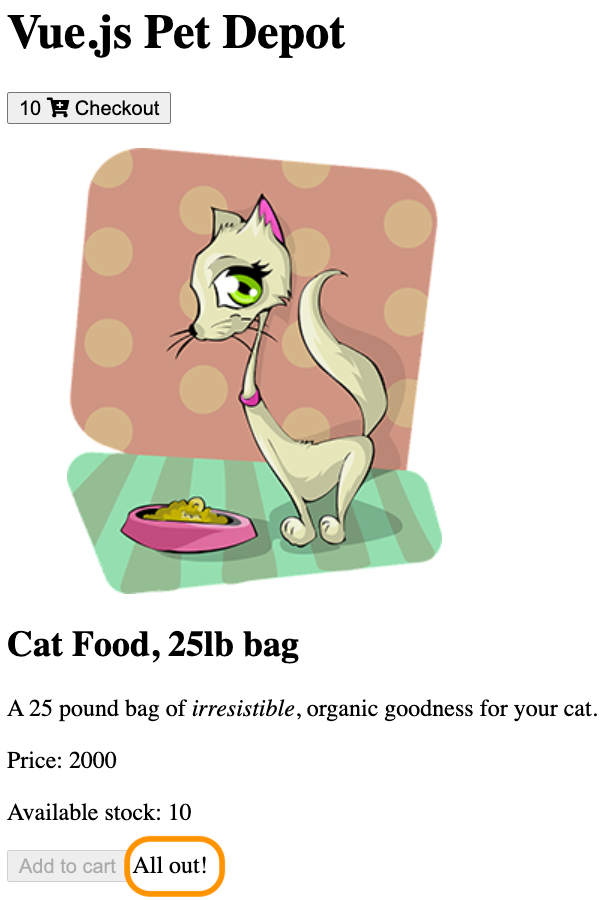 Vue.js Pet Depot
10 Checkout
Cat Food, 25lb bag
A 25 pound bag of irresistible, organic goodness for your cat.
Price: 2000
Available stock: 10
Add to cart All out!